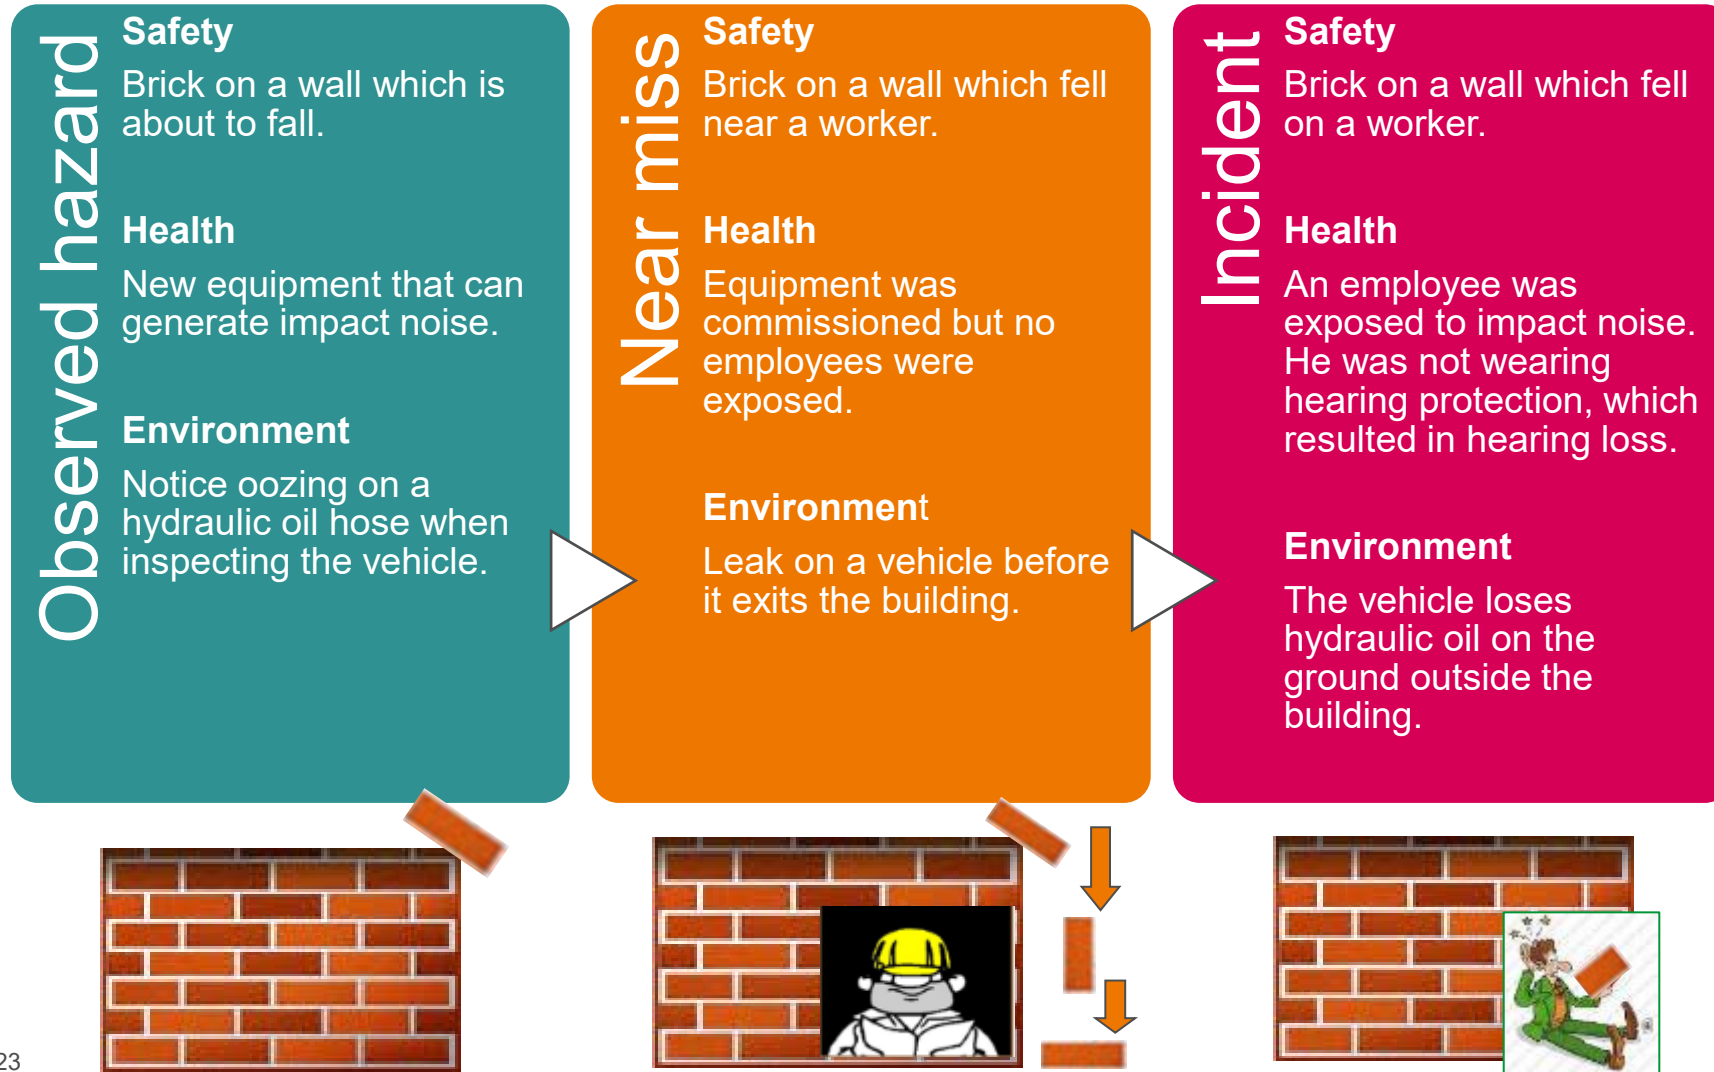 Observed hazard
Safety
Brick on a wall which is
about to fall.
Health
New equipment that can
generate impact noise.
Environment
Notice oozing on a
hydraulic oil hose when
inspecting the vehicle.
Near miss
Safety
Brick on a wall which fell
near a worker.
Health
Equipment was
commissioned but no
employees were
exposed.
Environment
Leak on a vehicle before
it exits the building.
Incident
Safety
Brick on a wall which fell
on a worker.
Health
An employee was
exposed to impact noise.
He was not wearing
hearing protection, which
resulted in hearing loss.
Environment
The vehicle loses
hydraulic oil on the
ground outside the
building.
23